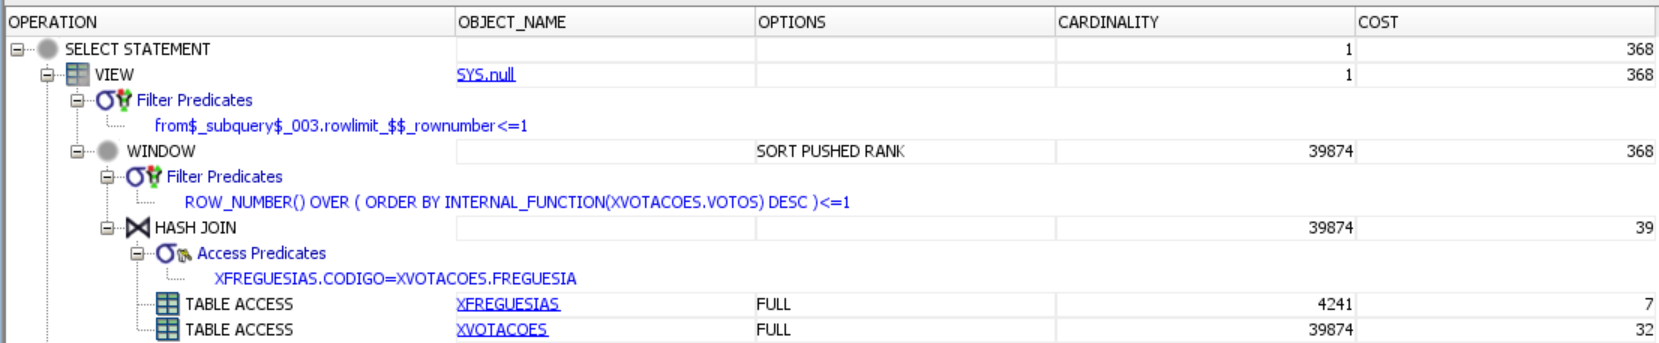 OPERATION OBJECT_NAME OPTIONS CARDINALITY COST
SELECT STATEMENT 1 368
VIEW SYS.null 1 368
Filter Predicates
from$_subquery$_003.rowlimit_$$_rownumber<=1
WINDOW SORT PUSHED RANK 39874 368
Filter Predicates
ROW_NUMBER() OVER ( ORDER BY INTERNAL_FUNCTION(XVOTACOES.VOTOS) DESC )<=1
HASH JOIN 39874 39
Access Predicates
XFREGUESIAS.CODIGO=XVOTACOES.FREGUESIA
TABLE ACCESS XFREGUESIAS FULL 4241 7
TABLE ACCESS XVOTACOES FULL 39874 32